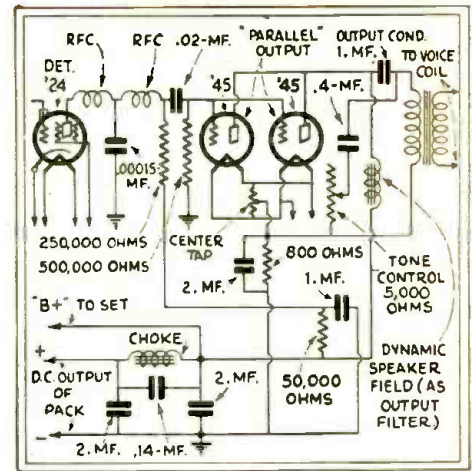 RFC
RFC
.02-MF.
"PARALLEL"
OUTPUT
OUTPUT COND.
1. MF.
TO VOICE
COIL
DET.
'24
'45
'45
.4-MF.
.00015
MF.
250,000 OHMS
500,000 OHMS
CENTER
TAP
800 OHMS
2. MF.
1. MF.
TONE
CONTROL
5,000
OHMS
"B+" TO SET
+
CHOKE
D.C. OUTPUT
OF
PACK
-
2. MF.
.14-MF.
2. MF.
50,000
OHMS
DYNAMIC
SPEAKER
FIELD (AS
OUTPUT
FILTER.)